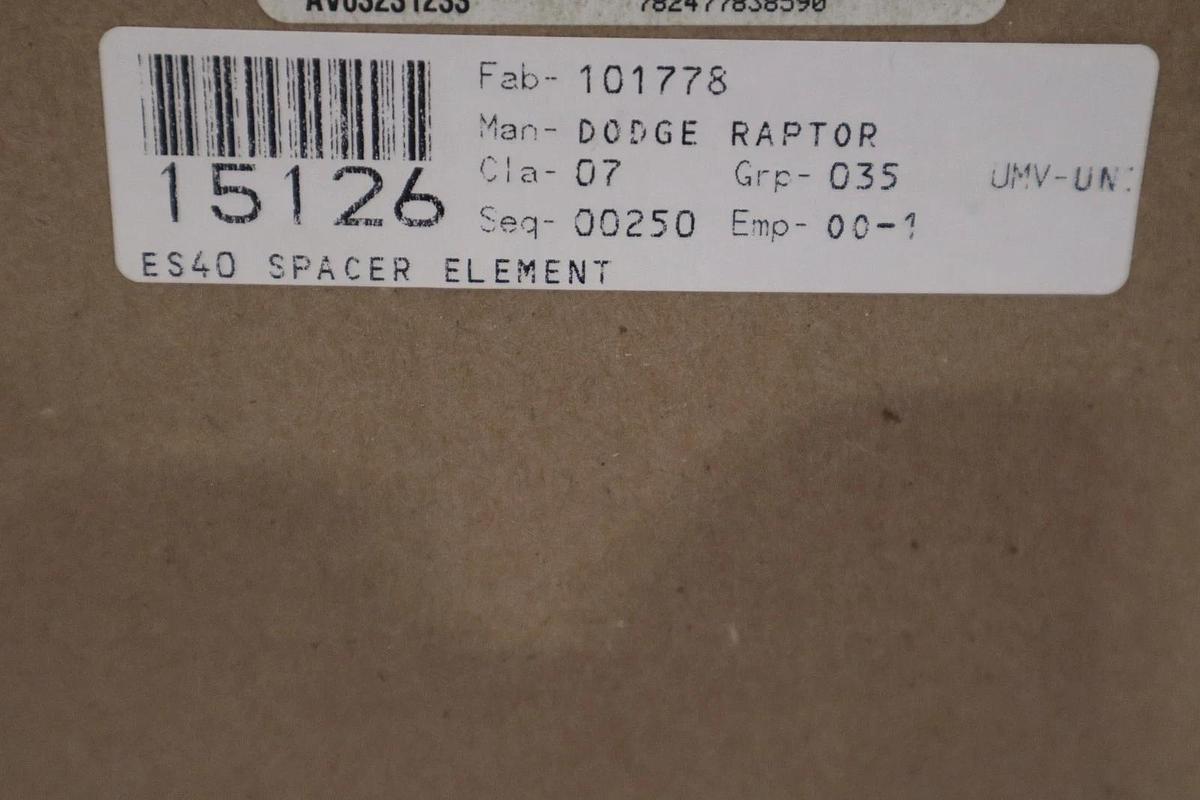 782477838590
Fab- 101778
Man- DODGE RAPTOR
Cla- 07 Grp- 035 UMV-UN
15126
Seq- 00250 Emp- 00-1
ES40 SPACER ELEMENT